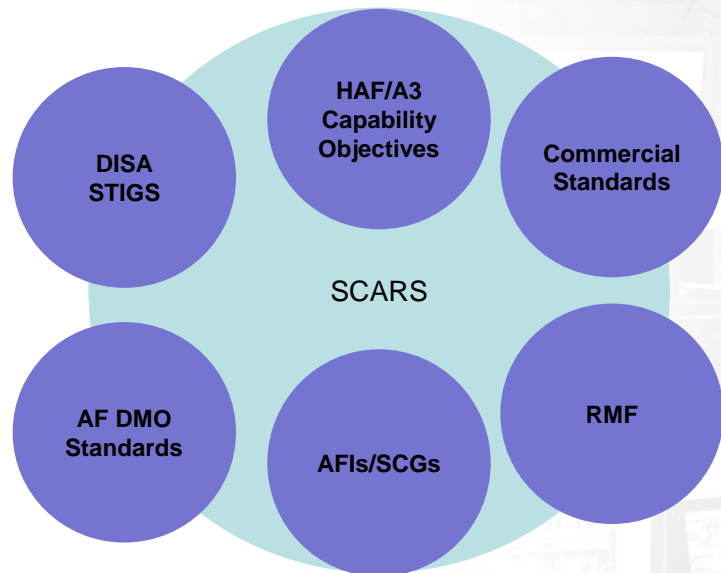 HAF/A3
Capability
Objectives
DISA
STIGS
Commercial
Standards
SCARS
AF DMO
Standards
AFIs/SCGs
RMF